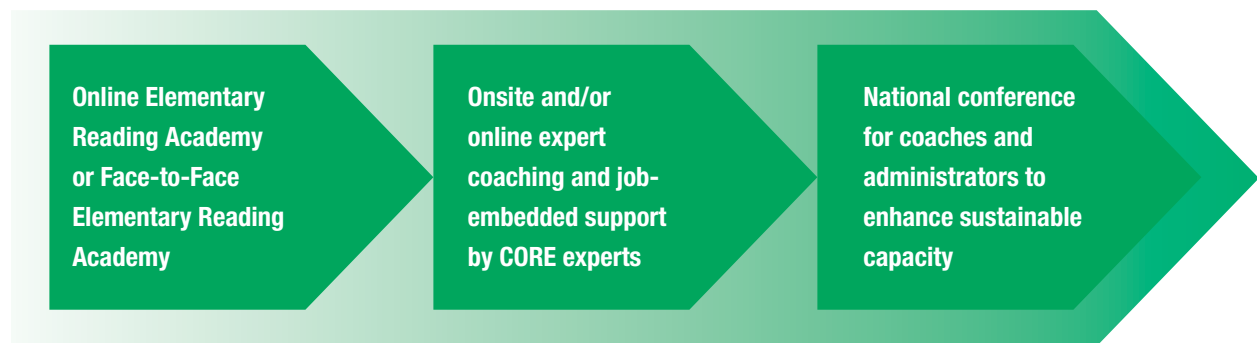 Online Elementary
Reading Academy
or Face-to-Face
Elementary Reading
Academy
Onsite and/or
online expert
coaching and job-
embedded support
by CORE experts
National conference
for coaches and
administrators to
enhance sustainable
capacity